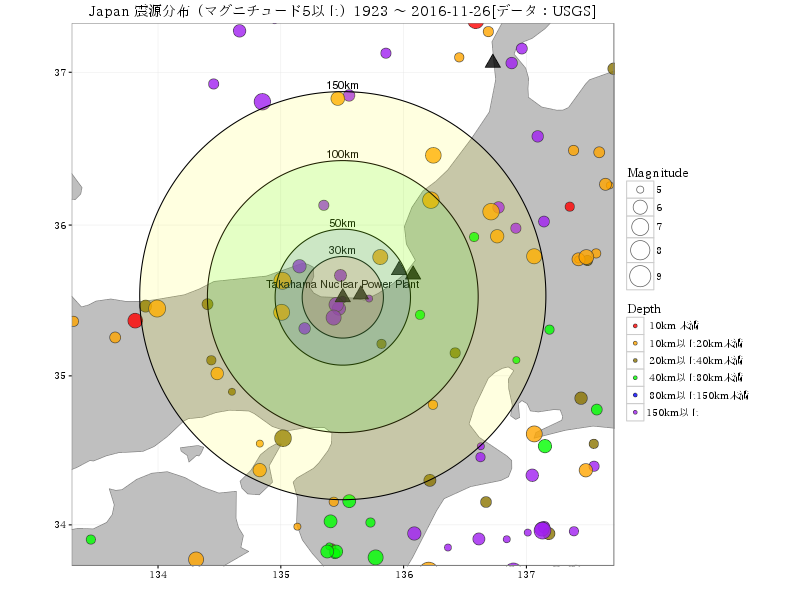 Japan 震源分布（マグニチュード5以上）1923 〜 2016-11-26[データ：USGS]
37
36
35
34
134
135
136
137
150km
100km
50km
30km
Takahama Nuclear Power Plant
Magnitude
5
6
7
8
9
Depth
10km 未満
10km以上20km未満
20km以上40km未満
40km以上80km未満
80km以上150km未満
150km以上